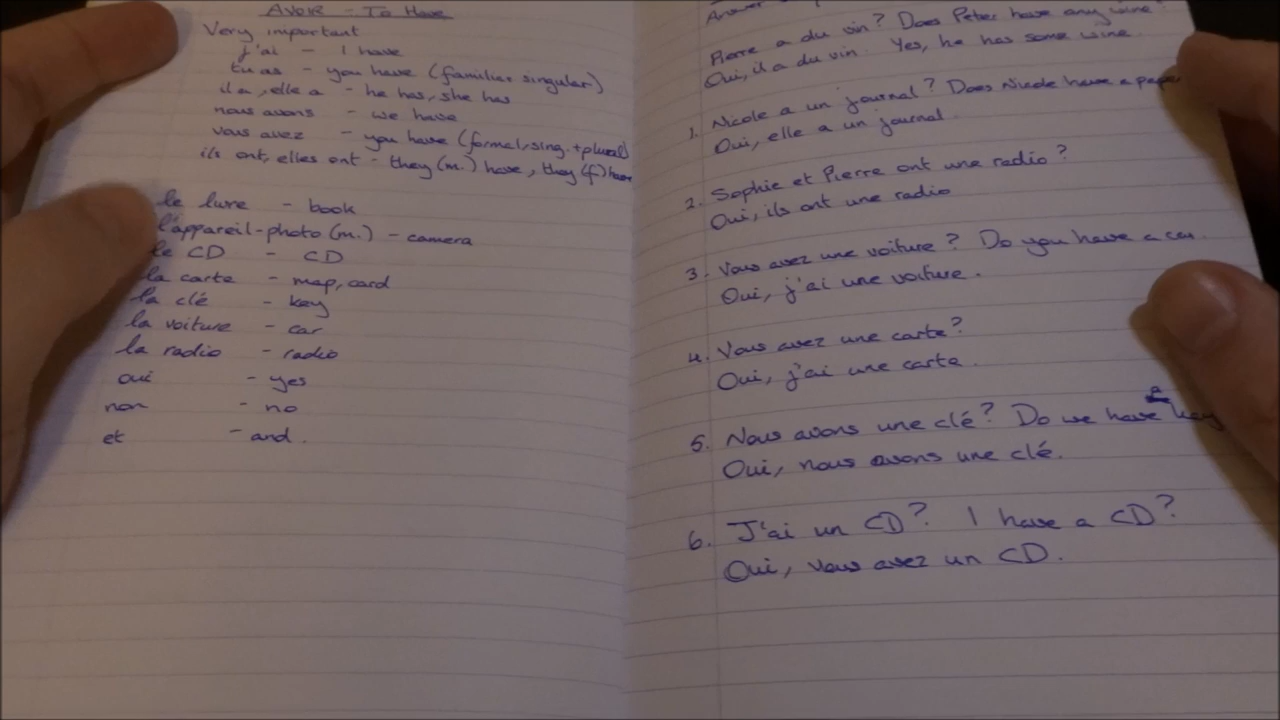 Avoir - To Have
Very important
j'ai - I have
tu as - you have (familiar singular)
il a, elle a - he has, she has
nous avons - we have
vous avez - you have (formal, sing. + plural)
ils ont, elles ont - they (m.) have, they (f) have
le livre - book
l'appareil-photo (m.) - camera
le CD - CD
la carte - map, card
la clé - key
la voiture - car
la radio - radio
oui - yes
non - no
et - and.
Answer
Pierre a du vin? Does Peter have any wine?
Oui, il a du vin. Yes, he has some wine.
1. Nicole a un journal? Does Nicole have a paper
Oui, elle a un journal.
2. Sophie et Pierre ont une radio?
Oui, ils ont une radio
3. Vous avez une voiture? Do you have a car.
Oui, j'ai une voiture.
4. Vous avez une carte?
Oui, j'ai une carte.
5. Nous avons une clé? Do we have a key
Oui, nous avons une clé.
6. J'ai un CD? I have a CD?
Oui, vous avez un CD.